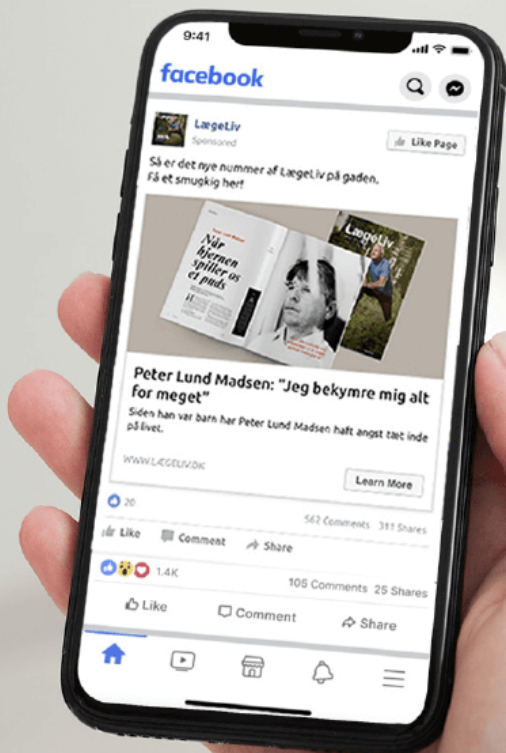 9:41
facebook
LægeLiv
Sponsored
Like Page
Så er det nye nummer af LægeLiv på gaden.
Få et smugkig her!
Når
hjernen
spiller os
et puds
LægeLiv
Peter Lund Madsen: "Jeg bekymre mig alt
for meget"
Siden han var barn har Peter Lund Madsen haft angst tæt inde
på livet.
WWW.LÆGELIV.DK
Learn More
20
562 Comments 311 Shares
Like Comment Share
1.4K
105 Comments 25 Shares
Like Comment Share